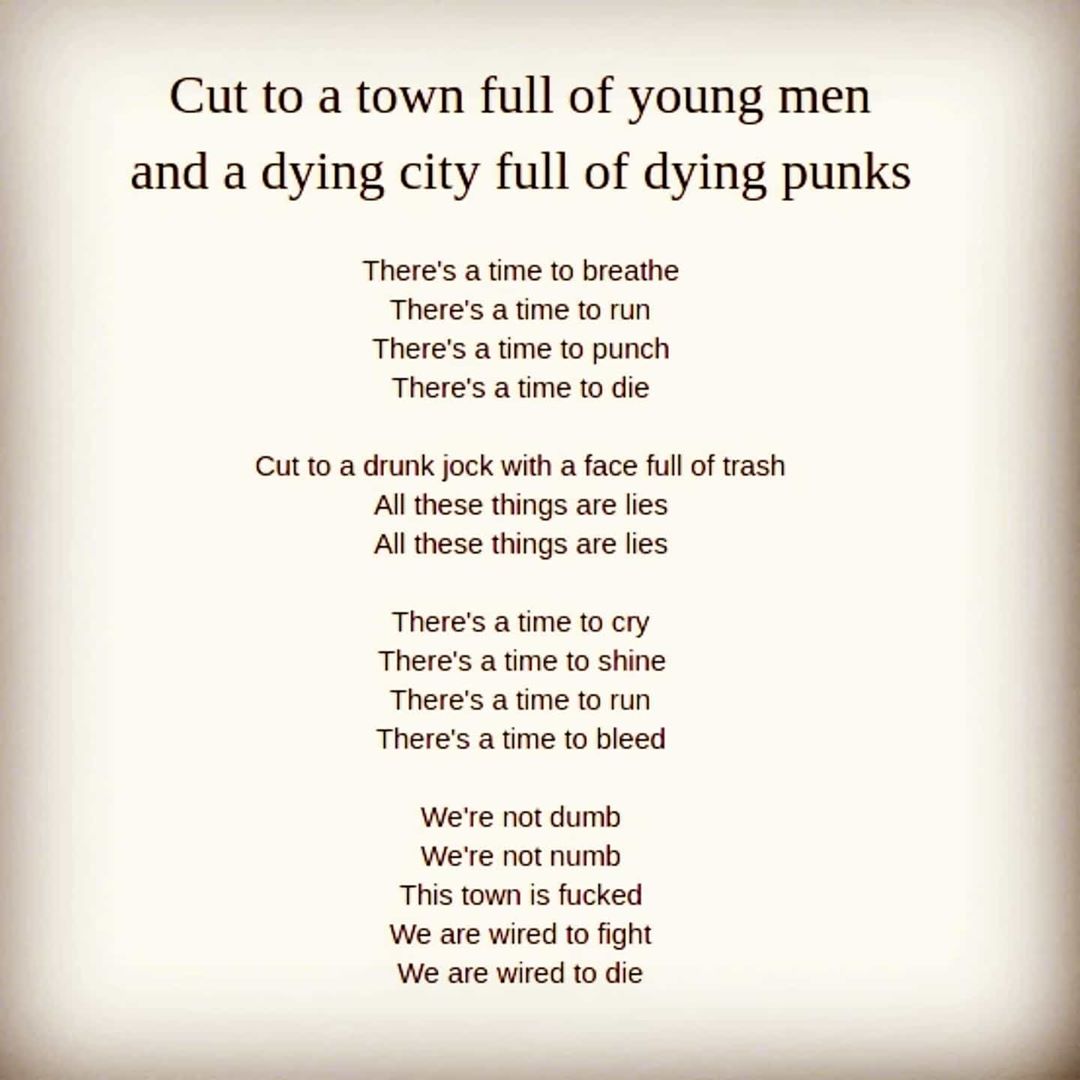 Cut to a town full of young men
and a dying city full of dying punks
There's a time to breathe
There's a time to run
There's a time to punch
There's a time to die
Cut to a drunk jock with a face full of trash
All these things are lies
All these things are lies
There's a time to cry
There's a time to shine
There's a time to run
There's a time to bleed
We're not dumb
We're not numb
This town is fucked
We are wired to fight
We are wired to die